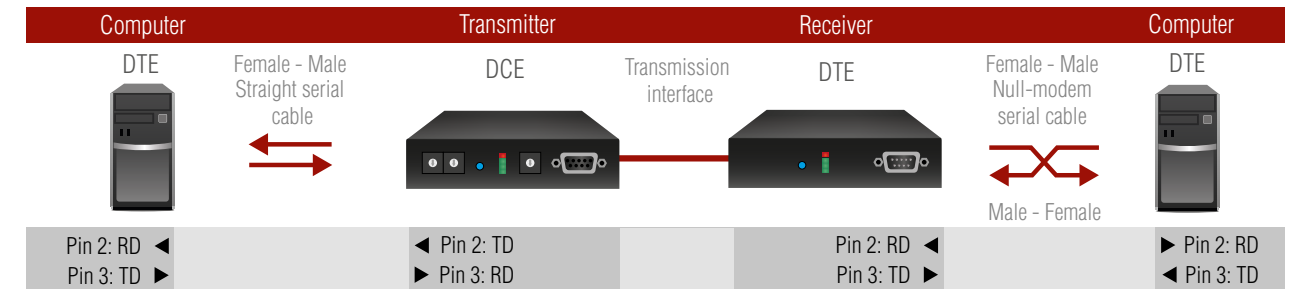 Computer
Transmitter
Receiver
Computer
DTE
Female - Male
Straight serial
cable
DCE
Transmission
interface
DTE
Female - Male
Null-modem
serial cable
DTE
Male - Female
Pin 2: RD ◄
◄ Pin 2: TD
Pin 2: RD ◄
► Pin 2: RD
Pin 3: TD ►
► Pin 3: RD
Pin 3: TD ►
◄ Pin 3: TD